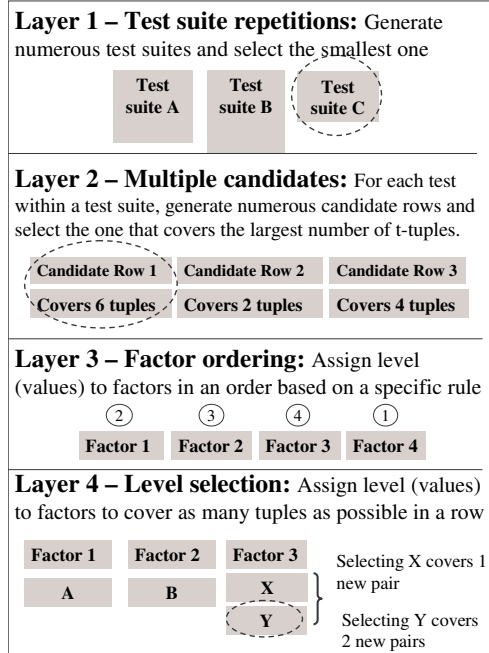 Layer 1 – Test suite repetitions: Generate
numerous test suites and select the smallest one
Test
suite A
Test
suite B
Test
suite C
Layer 2 – Multiple candidates: For each test
within a test suite, generate numerous candidate rows and
select the one that covers the largest number of t-tuples.
Candidate Row 1 Candidate Row 2 Candidate Row 3
Covers 6 tuples Covers 2 tuples Covers 4 tuples
Layer 3 – Factor ordering: Assign level
(values) to factors in an order based on a specific rule
2 3 4 1
Factor 1 Factor 2 Factor 3 Factor 4
Layer 4 – Level selection: Assign level (values)
to factors to cover as many tuples as possible in a row
Factor 1 Factor 2 Factor 3
A B X
Y
Selecting X covers 1
new pair
Selecting Y covers
2 new pairs